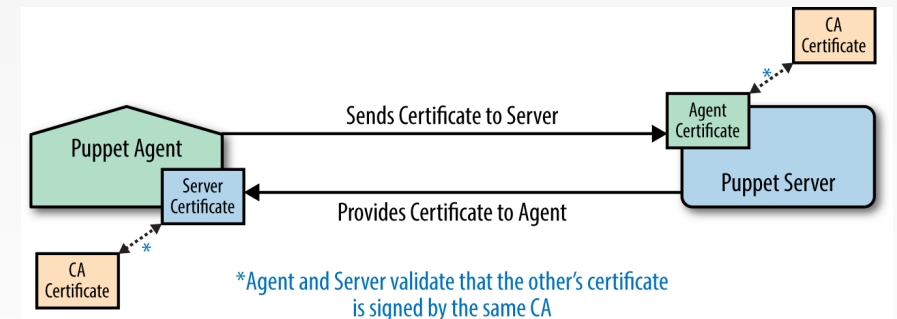 CA
Certificate
*
Agent
Certificate
Sends Certificate to Server
Puppet Agent
Puppet Server
Server
Certificate
Provides Certificate to Agent
*
CA
Certificate
*Agent and Server validate that the other's certificate
is signed by the same CA